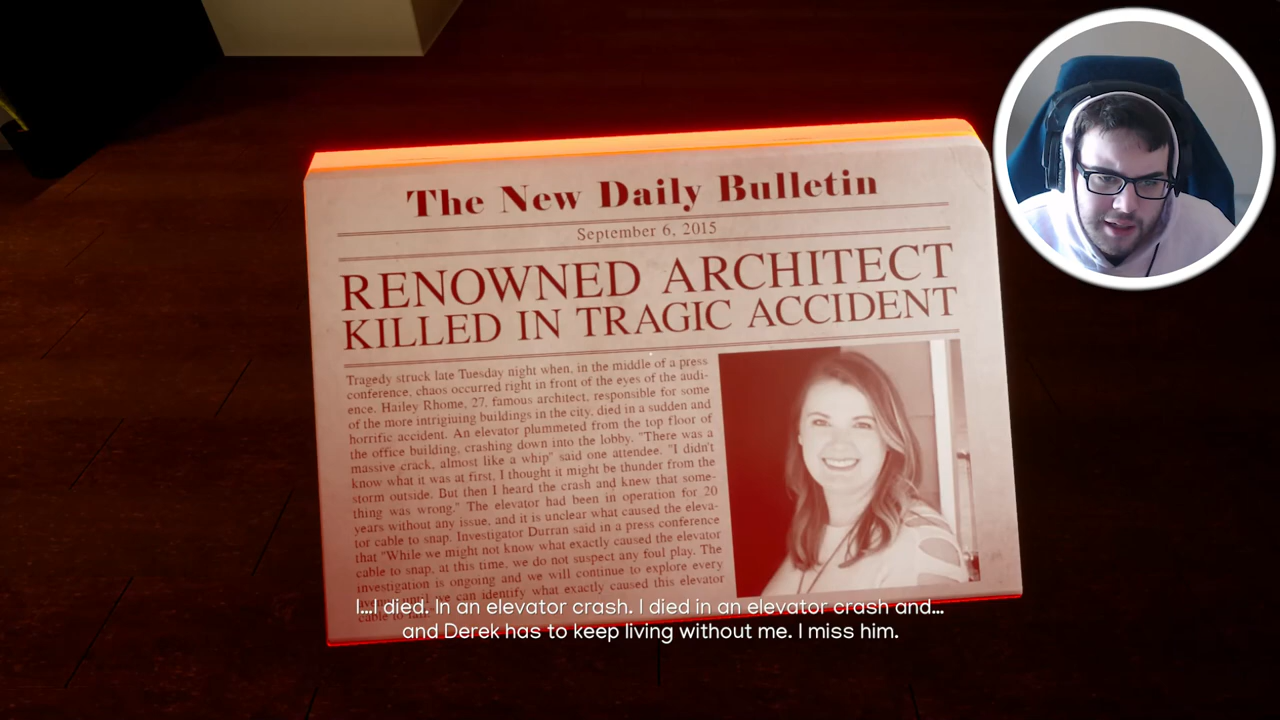 The New Daily Bulletin
September 6, 2015
RENOWNED ARCHITECT
KILLED IN TRAGIC ACCIDENT
Tragedy struck late Tuesday night when, in the middle of a press
conference, chaos occurred right in front of the eyes of the audi-
ence. Hailey Rhome, 27, famous architect, responsible for some
of the more intrigiuing buildings in the city, died in a sudden and
horrific accident. An elevator plummeted from the top floor of
the office building, crashing down into the lobby. "There was a
massive crack, almost like a whip" said one attendee. "I didn't
know what it was at first, I thought it might be thunder from the
storm outside. But then I heard the crash and knew that some-
thing was wrong." The elevator had been in operation for 20
years without any issue, and it is unclear what caused the eleva-
tor cable to snap. Investigator Durran said in a press conference
that "While we might not know what exactly caused the elevator
cable to snap, at this time, we do not suspect any foul play. The
investigation is ongoing and we will continue to explore every
until we can identify what exactly caused this elevator
cable to
I...I died. In an elevator crash. I died in an elevator crash and...
and Derek has to keep living without me. I miss him.